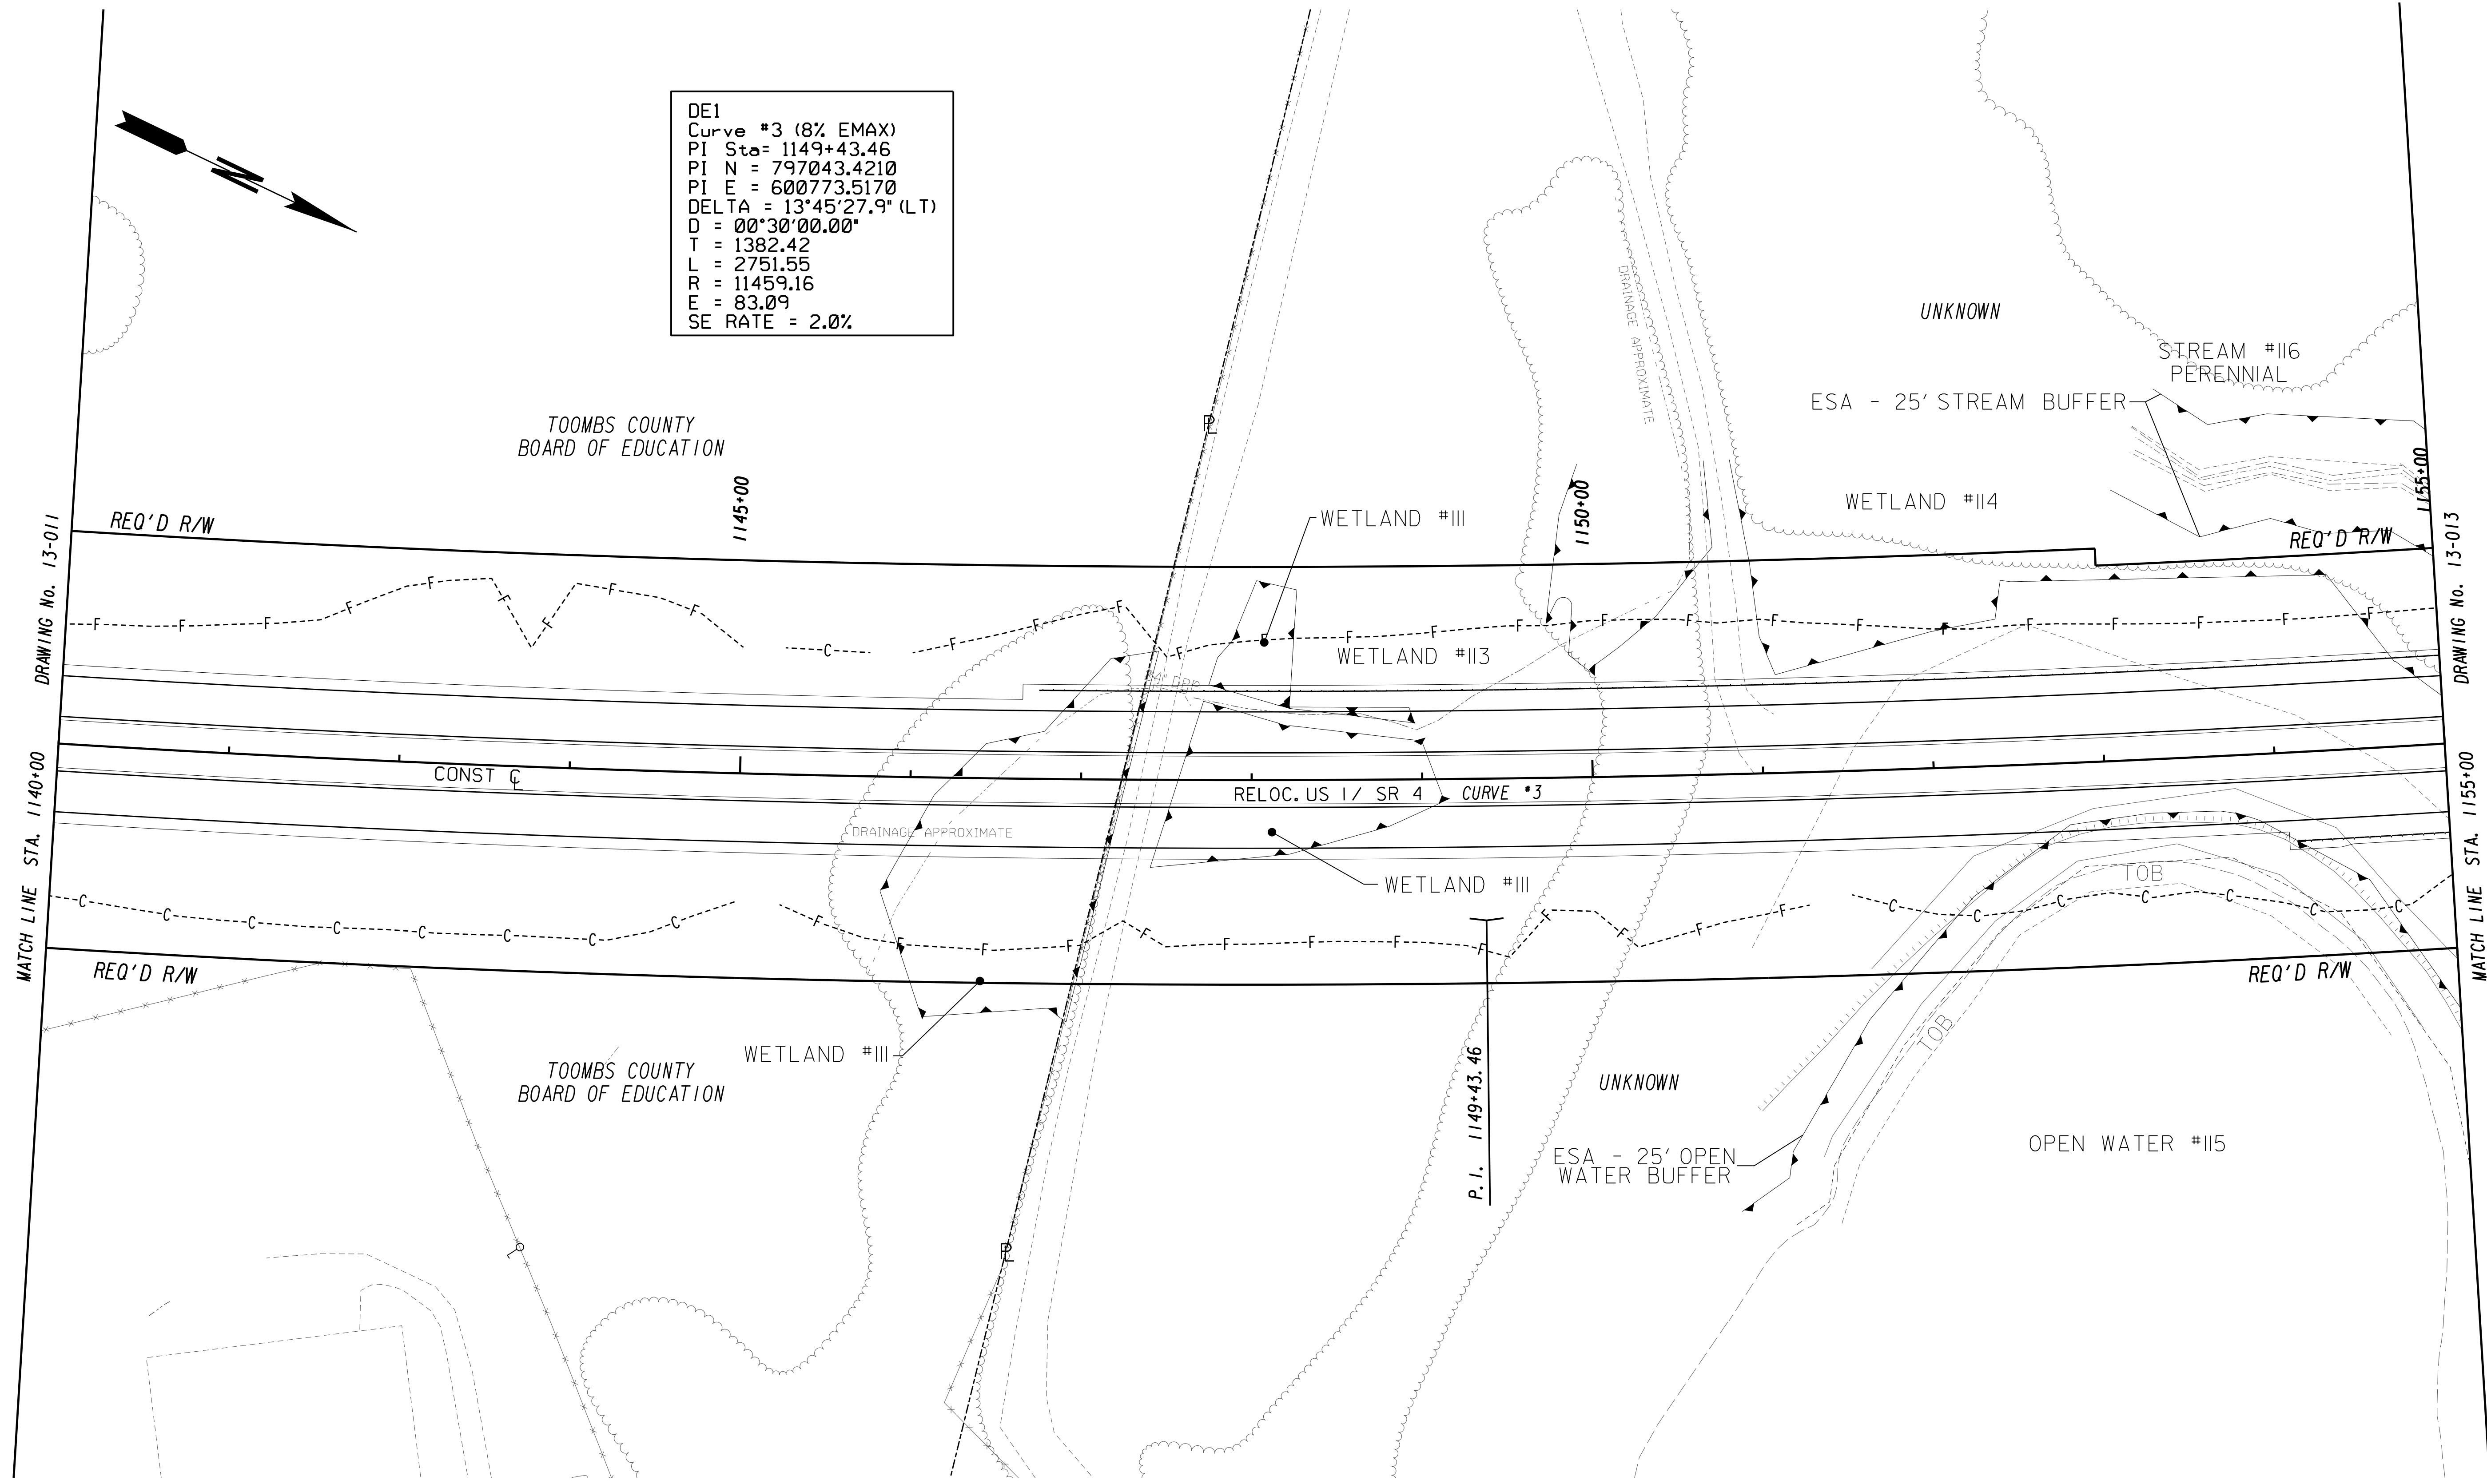 DE1
Curve #3 (8% EMAX)
PI Sta= 1149+43.46
PI N = 797043.4210
PI E = 600773.5170
DELTA = 13°45'27.9" (LT)
D = 00°30'00.00"
T = 1382.42
L = 2751.55
R = 11459.16
E = 83.09
SE RATE = 2.0%
N
UNKNOWN
DRAINAGE APPROXIMATE
STREAM #116
PERENNIAL
ESA - 25' STREAM BUFFER
TOOMBS COUNTY
BOARD OF EDUCATION
PL
1145+00
1150+00
1155+00
WETLAND #111
WETLAND #114
REQ'D R/W
REQ'D R/W
DRAWING No. 13-011
DRAWING No. 13-013
WETLAND #113
CONST CL
RELOC. US 1/ SR 4
CURVE #3
DRAINAGE APPROXIMATE
MATCH LINE STA. 1140+00
MATCH LINE STA. 1155+00
WETLAND #111
TOB
REQ'D R/W
REQ'D R/W
WETLAND #111
TOB
TOOMBS COUNTY
BOARD OF EDUCATION
P.I. 1149+43.46
UNKNOWN
ESA - 25' OPEN
WATER BUFFER
OPEN WATER #115
PL